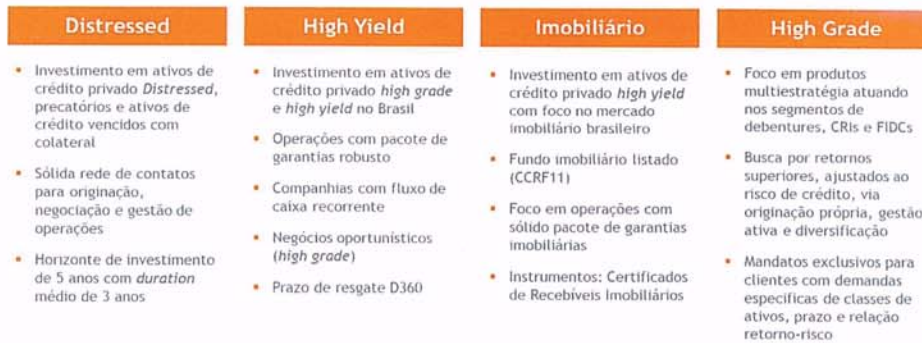 Distressed
• Investimento em ativos de
crédito privado Distressed,
precatórios e ativos de
crédito vencidos com
colateral
• Sólida rede de contatos
para originação,
negociação e gestão de
operações
• Horizonte de investimento
de 5 anos com duration
médio de 3 anos
High Yield
• Investimento em ativos de
crédito privado high grade
e high yield no Brasil
• Operações com pacote de
garantias robusto
• Companhias com fluxo de
caixa recorrente
• Negócios oportunísticos
(high grade)
• Prazo de resgate D360
Imobiliário
• Investimento em ativos de
crédito privado high yield
com foco no mercado
imobiliário brasileiro
• Fundo imobiliário listado
(CCRF11)
• Foco em operações com
sólido pacote de garantias
imobiliárias
• Instrumentos: Certificados
de Recebíveis Imobiliários
High Grade
• Foco em produtos
multiestratégia atuando
nos segmentos de
debentures, CRIs e FIDCs
• Busca por retornos
superiores, ajustados ao
risco de crédito, via
originação própria, gestão
ativa e diversificação
• Mandatos exclusivos para
clientes com demandas
específicas de classes de
ativos, prazo e relação
retorno-risco